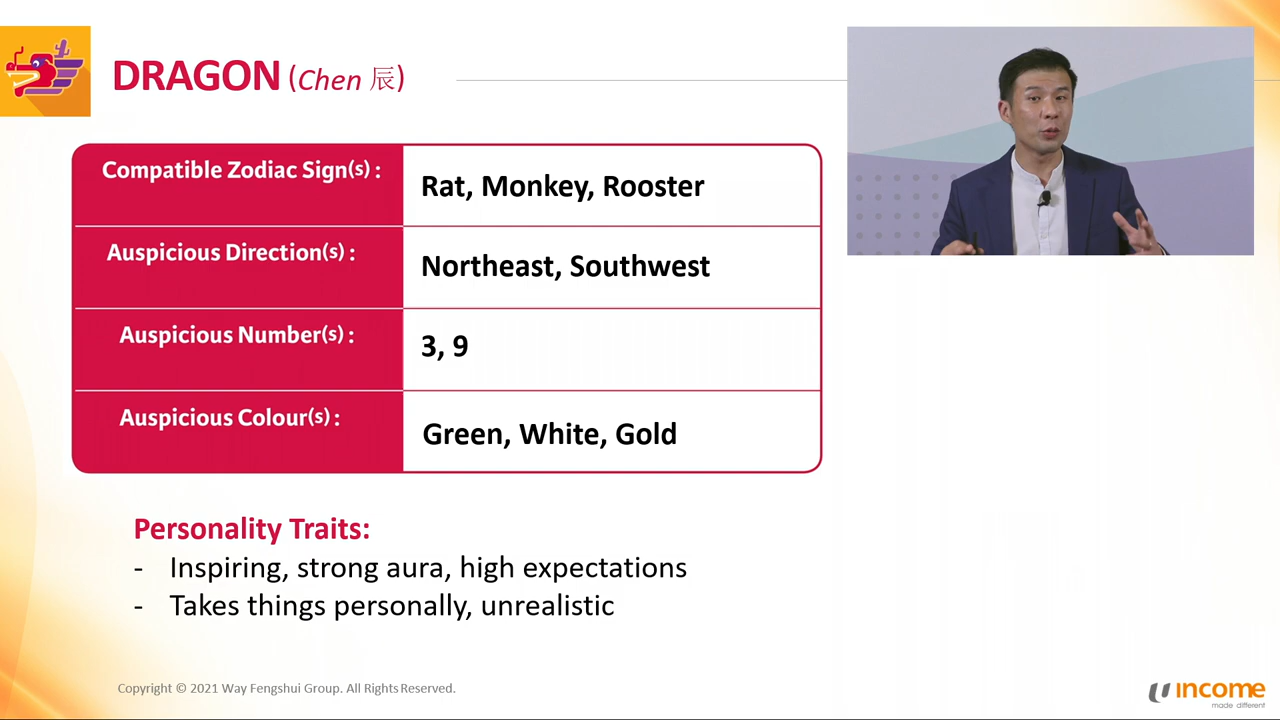 DRAGON (Chen 辰)
Compatible Zodiac Sign(s) :
Rat, Monkey, Rooster
Auspicious Direction(s) :
Northeast, Southwest
Auspicious Number(s) :
3, 9
Auspicious Colour(s) :
Green, White, Gold
Personality Traits:
- Inspiring, strong aura, high expectations
- Takes things personally, unrealistic
Copyright © 2021 Way Fengshui Group. All Rights Reserved.
income
made different